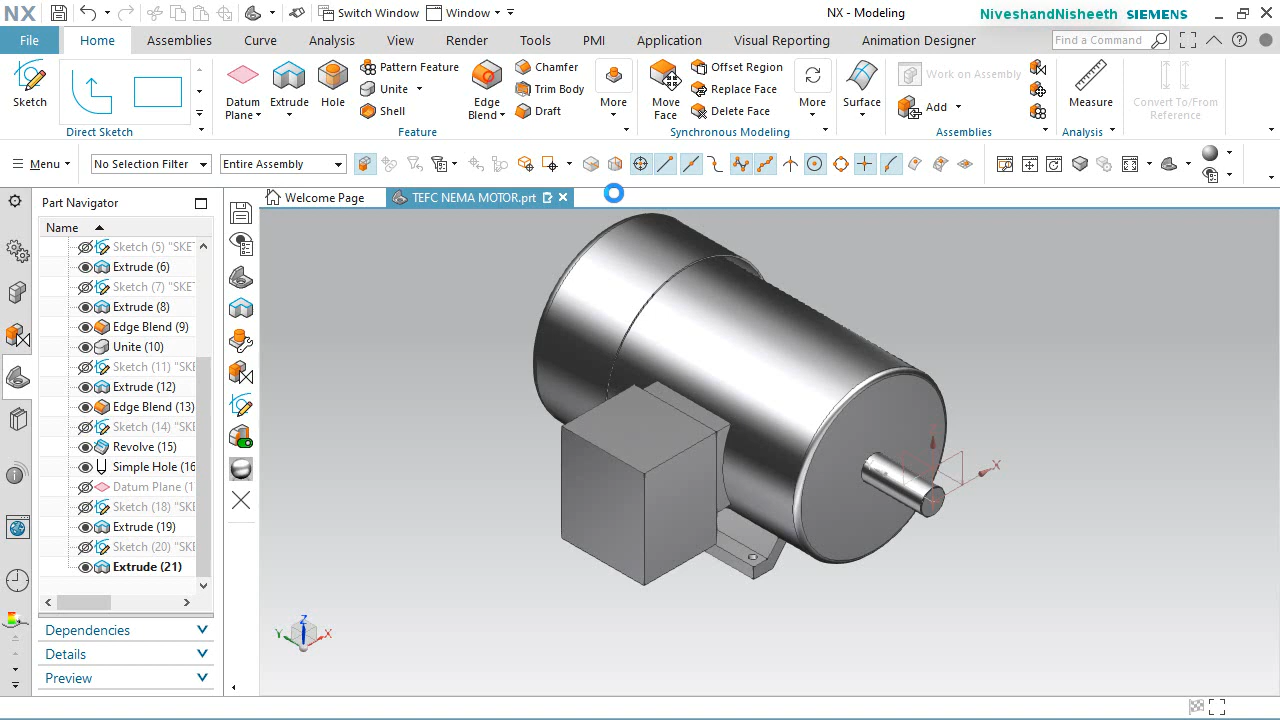 NX
Switch Window
Window
NX - Modeling
NiveshandNisheeth SIEMENS
File
Home
Assemblies
Curve
Analysis
View
Render
Tools
PMI
Application
Visual Reporting
Animation Designer
Find a Command
Sketch
Direct Sketch
Datum Plane
Extrude
Hole
Pattern Feature
Unite
Shell
Edge Blend
Chamfer
Trim Body
Draft
More
Feature
Move Face
Offset Region
Replace Face
Delete Face
More
Synchronous Modeling
Surface
Work on Assembly
Add
Assemblies
Measure
Analysis
Convert To/From Reference
Menu
No Selection Filter
Entire Assembly
Part Navigator
Welcome Page
TEFC NEMA MOTOR.prt
Name
Sketch (5) "SKE
Extrude (6)
Sketch (7) "SKE
Extrude (8)
Edge Blend (9)
Unite (10)
Sketch (11) "SKE
Extrude (12)
Edge Blend (13)
Sketch (14) "SKE
Revolve (15)
Simple Hole (16
Datum Plane (1
Sketch (18) "SKE
Extrude (19)
Sketch (20) "SKE
Extrude (21)
Dependencies
Details
Preview
X
Z
Y
X